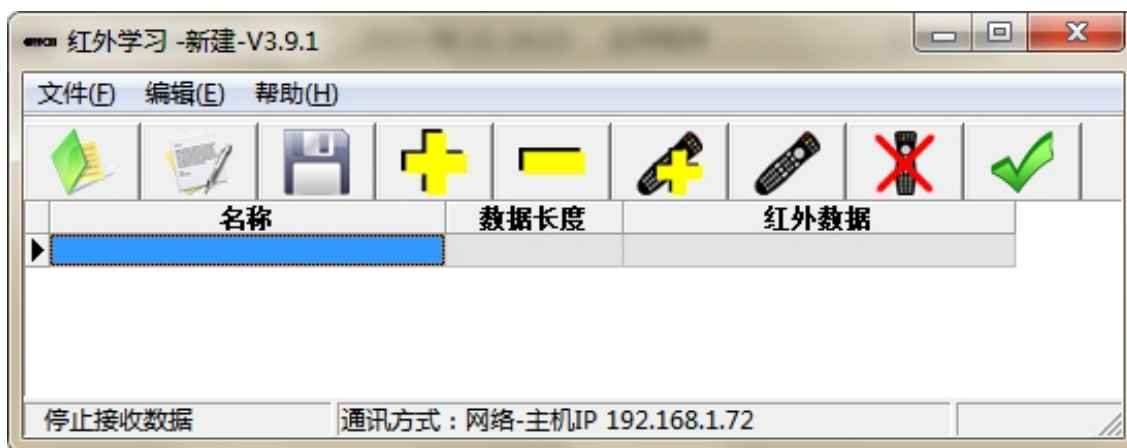 红外学习 -新建-V3.9.1
文件(F) 编辑(E) 帮助(H)
名称 数据长度 红外数据
停止接收数据 通讯方式：网络-主机IP 192.168.1.72